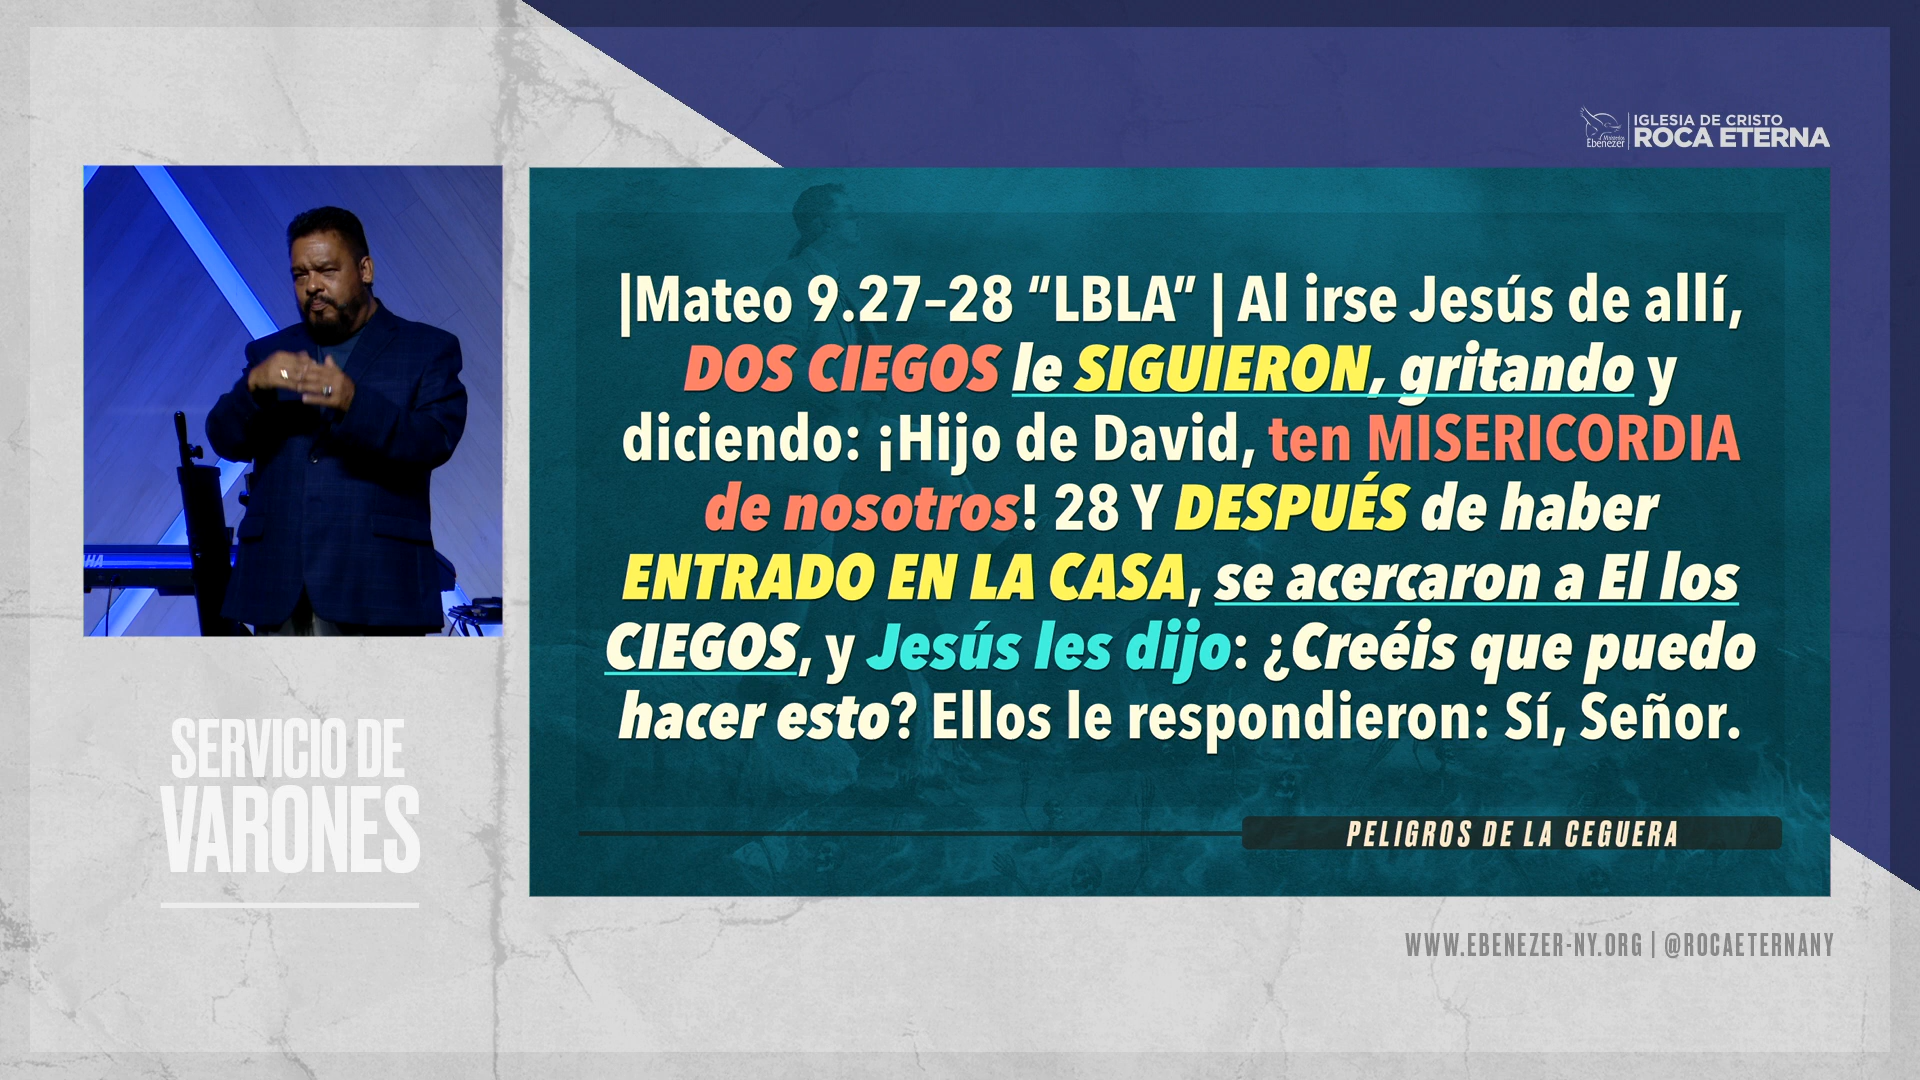 IGLESIA DE CRISTO
ROCA ETERNA
Ministerios
Ebenezer
|Mateo 9.27–28 “LBLA” | Al irse Jesús de allí,
DOS CIEGOS le SIGUIERON, gritando y
diciendo: ¡Hijo de David, ten MISERICORDIA
de nosotros! 28 Y DESPUÉS de haber
ENTRADO EN LA CASA, se acercaron a El los
CIEGOS, y Jesús les dijo: ¿Creéis que puedo
hacer esto? Ellos le respondieron: Sí, Señor.
PELIGROS DE LA CEGUERA
SERVICIO DE
VARONES
WWW.EBENEZER-NY.ORG | @ROCAETERNANY